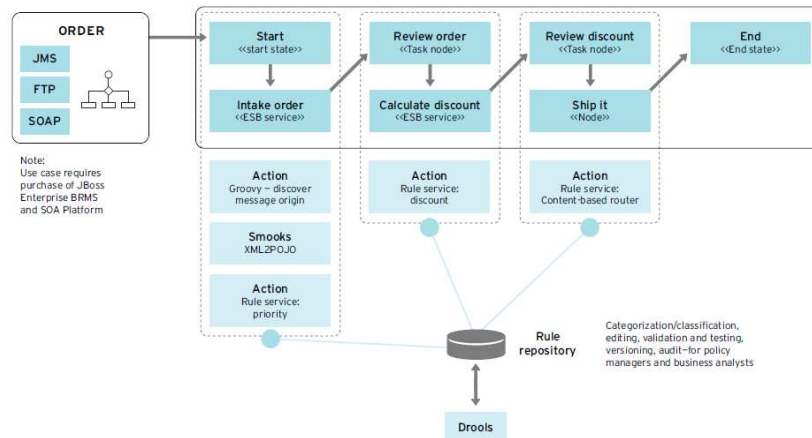 ORDER
JMS
FTP
SOAP
Note:
Use case requires
purchase of JBoss
Enterprise BRMS
and SOA Platform
Start
<<start state>>
Intake order
<<ESB service>>
Review order
<<Task node>>
Calculate discount
<<ESB service>>
Review discount
<<Task node>>
Ship it
<<Node>>
End
<<End state>>
Action
Groovy – discover
message origin
Smooks
XML2POJO
Action
Rule service:
priority
Action
Rule service:
discount
Action
Rule service:
Content-based router
Rule
repository
Categorization/classification,
editing, validation and testing,
versioning, audit—for policy
managers and business analysts
Drools